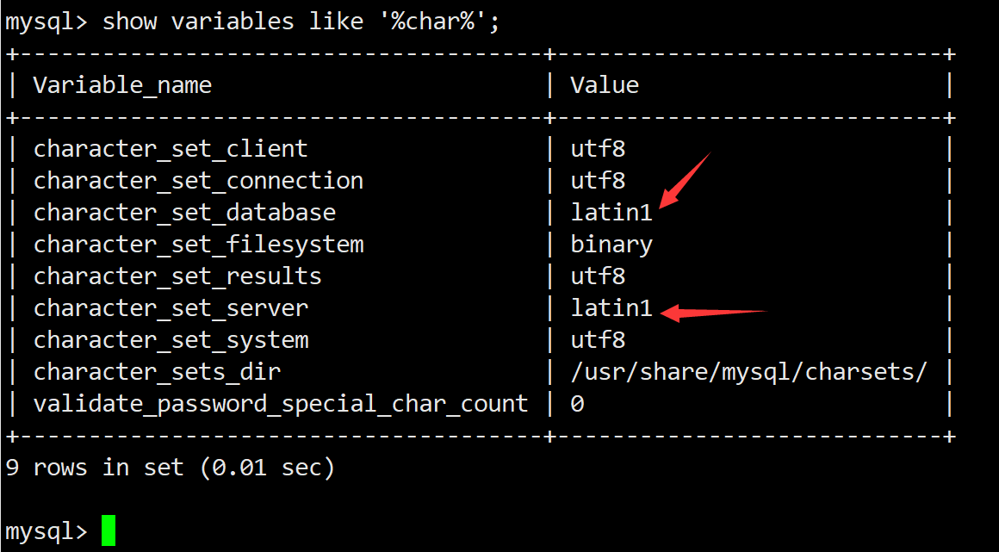 mysql> show variables like '%char%';
+--------------------------------------+----------------------------+
| Variable_name                        | Value                      |
+--------------------------------------+----------------------------+
| character_set_client                 | utf8                       |
| character_set_connection             | utf8                       |
| character_set_database               | latin1                     |
| character_set_filesystem             | binary                     |
| character_set_results                | utf8                       |
| character_set_server                 | latin1                     |
| character_set_system                 | utf8                       |
| character_sets_dir                   | /usr/share/mysql/charsets/ |
| validate_password_special_char_count | 0                          |
+--------------------------------------+----------------------------+
9 rows in set (0.01 sec)
mysql>